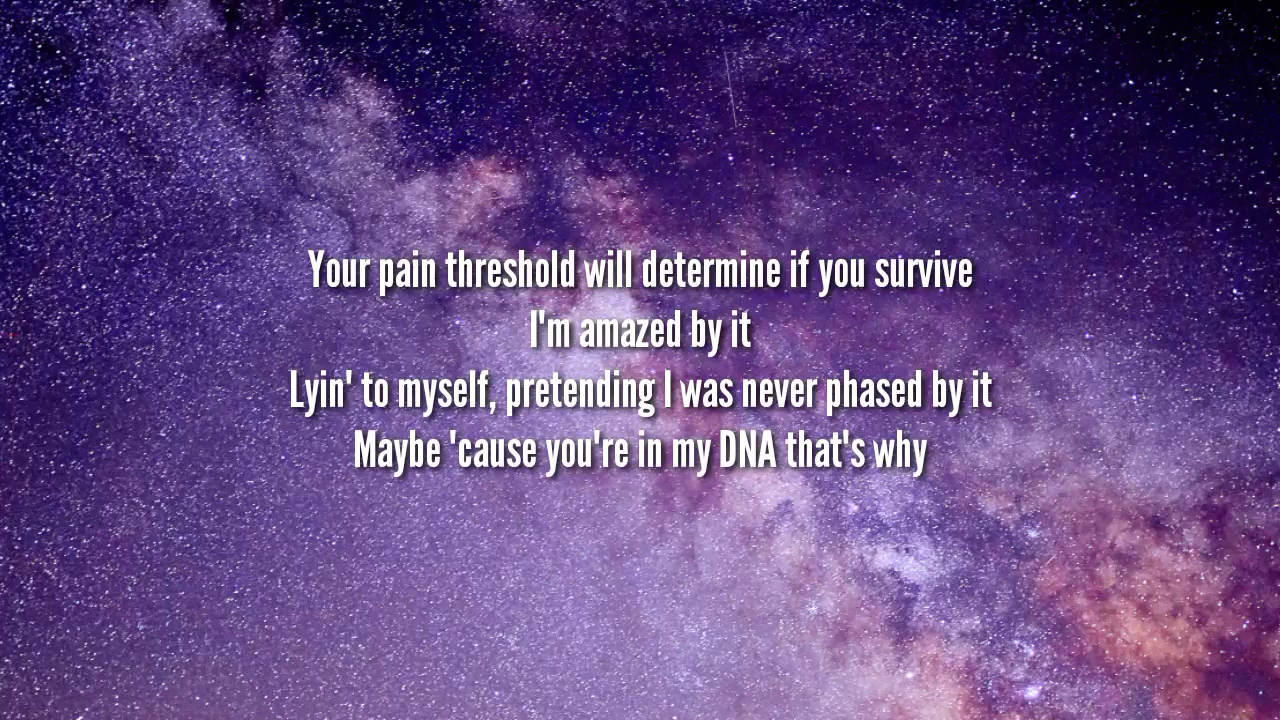 Your pain threshold will determine if you survive
I'm amazed by it
Lyin' to myself, pretending I was never phased by it
Maybe 'cause you're in my DNA that's why